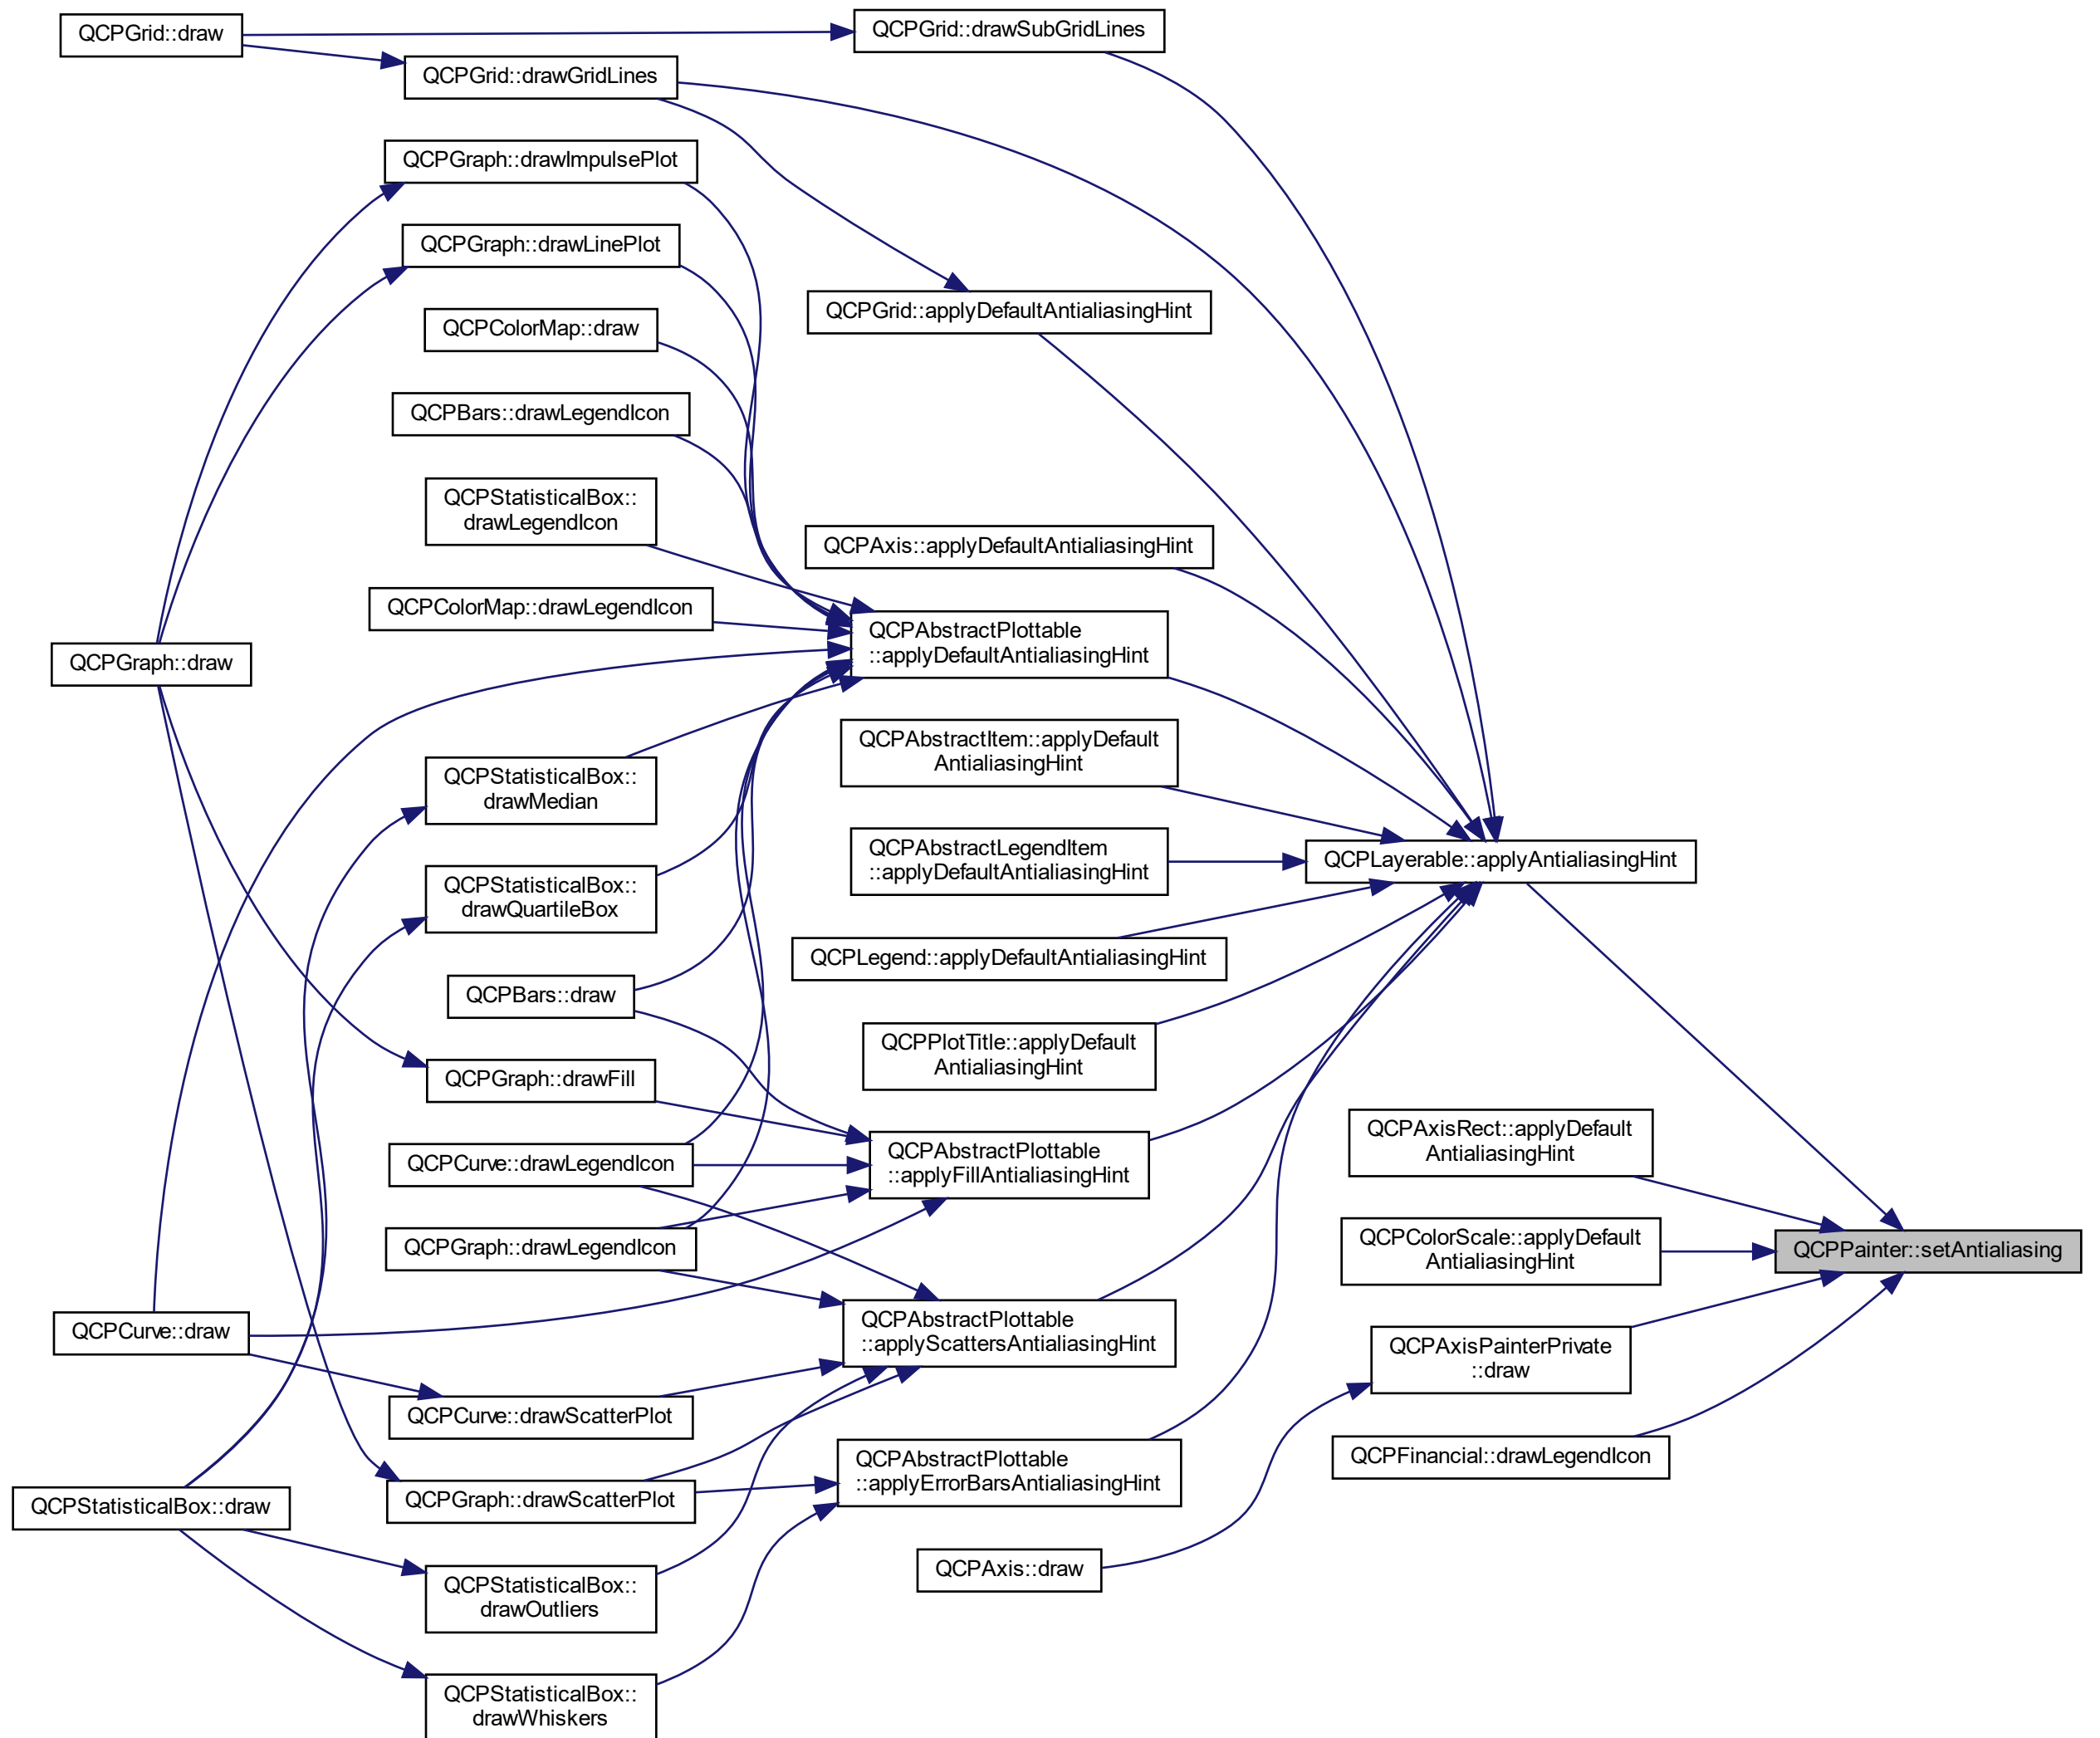 QCPGrid::draw
QCPGrid::drawSubGridLines
QCPGrid::drawGridLines
QCPGraph::drawImpulsePlot
QCPGraph::drawLinePlot
QCPGrid::applyDefaultAntialiasingHint
QCPColorMap::draw
QCPBars::drawLegendIcon
QCPStatisticalBox::
drawLegendIcon
QCPAxis::applyDefaultAntialiasingHint
QCPColorMap::drawLegendIcon
QCPAbstractPlottable
::applyDefaultAntialiasingHint
QCPGraph::draw
QCPAbstractItem::applyDefault
AntialiasingHint
QCPStatisticalBox::
drawMedian
QCPAbstractLegendItem
::applyDefaultAntialiasingHint
QCPLayerable::applyAntialiasingHint
QCPStatisticalBox::
drawQuartileBox
QCPLegend::applyDefaultAntialiasingHint
QCPBars::draw
QCPPlotTitle::applyDefault
AntialiasingHint
QCPGraph::drawFill
QCPAxisRect::applyDefault
AntialiasingHint
QCPCurve::drawLegendIcon
QCPAbstractPlottable
::applyFillAntialiasingHint
QCPGraph::drawLegendIcon
QCPColorScale::applyDefault
AntialiasingHint
QCPPainter::setAntialiasing
QCPCurve::draw
QCPAbstractPlottable
::applyScattersAntialiasingHint
QCPAxisPainterPrivate
::draw
QCPCurve::drawScatterPlot
QCPFinancial::drawLegendIcon
QCPAbstractPlottable
::applyErrorBarsAntialiasingHint
QCPGraph::drawScatterPlot
QCPStatisticalBox::draw
QCPAxis::draw
QCPStatisticalBox::
drawOutliers
QCPStatisticalBox::
drawWhiskers